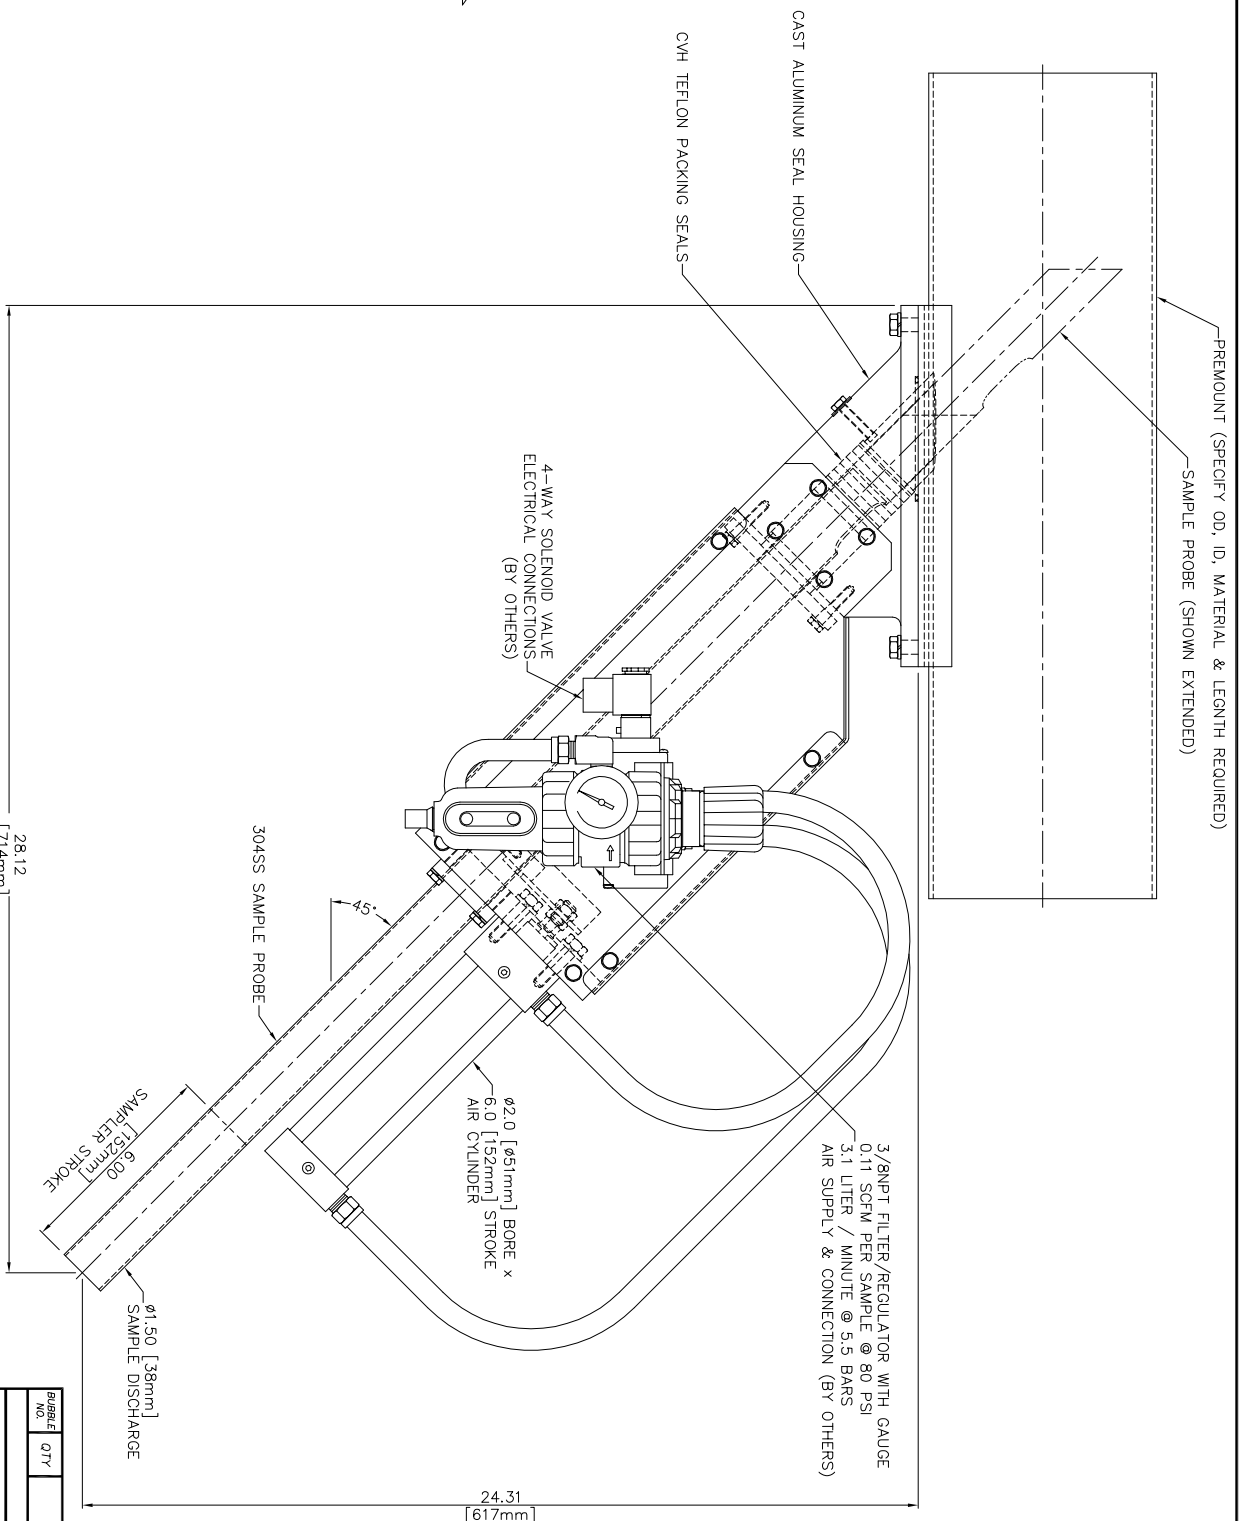 PREMOUNT (SPECIFY OD, ID, MATERIAL & LEGNTH REQUIRED)
SAMPLE PROBE (SHOWN EXTENDED)
CAST ALUMINUM SEAL HOUSING
CVH TEFLON PACKING SEALS
4-WAY SOLENOID VALVE
ELECTRICAL CONNECTIONS
(BY OTHERS)
3/8NPT FILTER/REGULATOR WITH GAUGE
0.11 SCFM PER SAMPLE @ 80 PSI
3.1 LITER / MINUTE @ 5.5 BARS
AIR SUPPLY & CONNECTION (BY OTHERS)
45°
304SS SAMPLE PROBE
Ø2.0 [Ø51mm] BORE x
6.0 [152mm] STROKE
AIR CYLINDER
6.00
[152mm]
SAMPLER STROKE
Ø1.50 [38mm]
SAMPLE DISCHARGE
24.31
[617mm]
28.12
[714mm]
BUBBLE
NO.
QTY